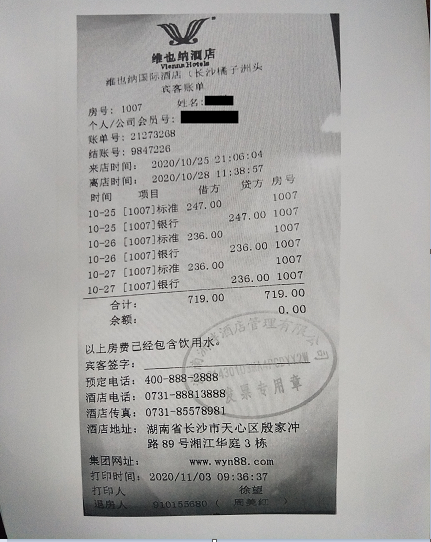 维也纳酒店
Vienna Hotels
维也纳国际酒店（长沙橘子洲头
宾客账单
房号: 1007 姓名:
个人/公司会员号:
账单号: 21273268
结账号: 9847226
来店时间: 2020/10/25 21:06:04
离店时间: 2020/10/28 11:38:57
时间 项目 借方 贷方 房号
10-25 [1007]标准 247.00 1007
10-25 [1007]银行 247.00 1007
10-26 [1007]标准 236.00 1007
10-26 [1007]银行 236.00 1007
10-27 [1007]标准 236.00 1007
10-27 [1007]银行 236.00 1007
合计: 719.00 719.00
余额: 0.00
以上房费已经包含饮用水。
宾客签字:
预定电话: 400-888-2888
酒店电话: 0731-88813888
酒店传真: 0731-85578981
酒店地址: 湖南省长沙市天心区殷家冲
路 89 号湘江华庭 3 栋
集团网址: www.wyn88.com
打印时间: 2020/11/03 09:36:37
打印人 徐望
退房人 910155680 (周美红)
酒店管理有限公司
发票专用章